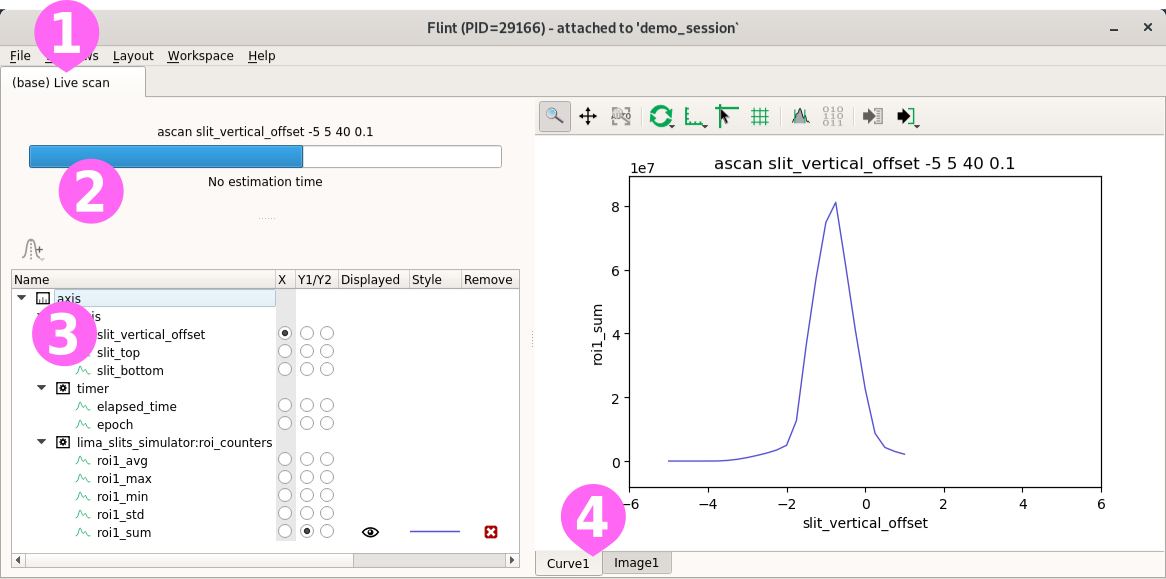 Flint (PID=29166) - attached to 'demo_session`
1
File ws Layout Workspace Help
(base) Live scan
ascan slit_vertical_offset -5 5 40 0.1
No estimation time
2
Name X Y1/Y2 Displayed Style Remove
axis
is
3
slit_vertical_offset
slit_top
slit_bottom
timer
elapsed_time
epoch
lima_slits_simulator:roi_counters
roi1_avg
roi1_max
roi1_min
roi1_std
roi1_sum
AUTO
010
011
ascan slit_vertical_offset -5 5 40 0.1
1e7
8
6
4
2
0
roi1_sum
−6 −4 −2 0 2 4 6
slit_vertical_offset
4
Curve1 Image1